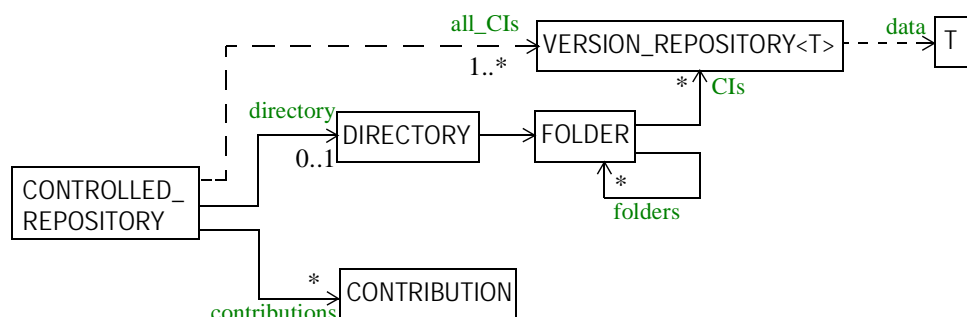 all_CIs
VERSION_REPOSITORY<T>
data
T
1..*
*
CIs
directory
DIRECTORY
FOLDER
0..1
*
folders
CONTROLLED_
REPOSITORY
*
CONTRIBUTION
contributions